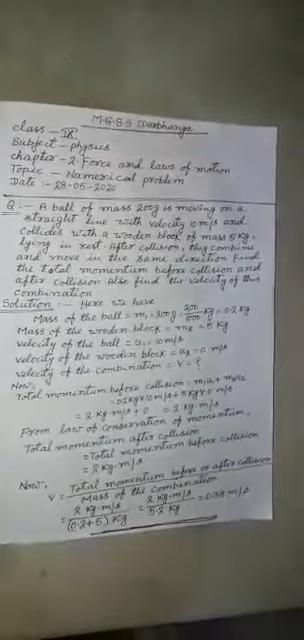 M.G.S.S Darbhanga
class - IX
Subject - physics
chapter - 2. Force and laws of motion
Topic - Numerical problem
Date :- 28-05-2020
Q :- A ball of mass 200g is moving on a
straight line with velocity 10 m/s and
collides with a wooden block of mass 5 Kg
lying in rest. After collision, they combine
and move in the same direction Find
the total momentum before collision and
after collision Also find the velocity of this
combination
Solution :- Here we have
Mass of the ball = m₁ = 200g = 200/1000 Kg = 0.2 Kg
Mass of the wooden block = m₂ = 5 Kg
velocity of the ball = u₁ = 10 m/s
velocity of the wooden block = u₂ = 0 m/s
velocity of the combination = v = ?
Now,
Total momentum before collision = m₁u₁ + m₂u₂
= 0.2 Kg x 10 m/s + 5 Kg x 0 m/s
= 2 Kg.m/s + 0 = 2 Kg.m/s
From law of conservation of momentum,
Total momentum after collision
= Total momentum before collision
= 2 Kg.m/s
Now,
v = Total momentum before or after collision
Mass of the combination
= 2 Kg.m/s / (0.2+5) Kg = 2 Kg.m/s / 5.2 Kg = 0.38 m/s